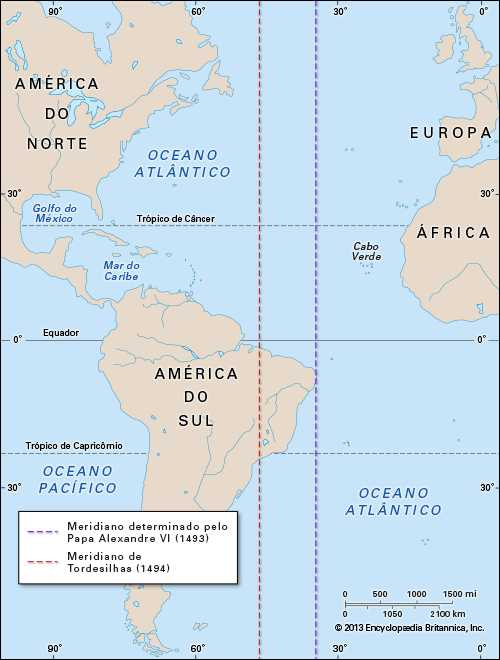 90°
60°
30°
0°
AMÉRICA
DO
NORTE
EUROPA
OCEANO
ATLÂNTICO
30°
30°
Golfo do
México
Trópico de Câncer
ÁFRICA
Cabo
Verde
Mar do
Caribe
Equador
0°
0°
AMÉRICA
DO
SUL
Trópico de Capricôrnio
OCEANO
PACÍFICO
30°
30°
OCEANO
ATLÂNTICO
Meridiano determinado pelo
Papa Alexandre VI (1493)
Meridiano de
Tordesilhas (1494)
0 500 1000 1500 mi
0 1050 2100 km
© 2013 Encyclopædia Britannica, Inc.
90°
60°
30°
0°